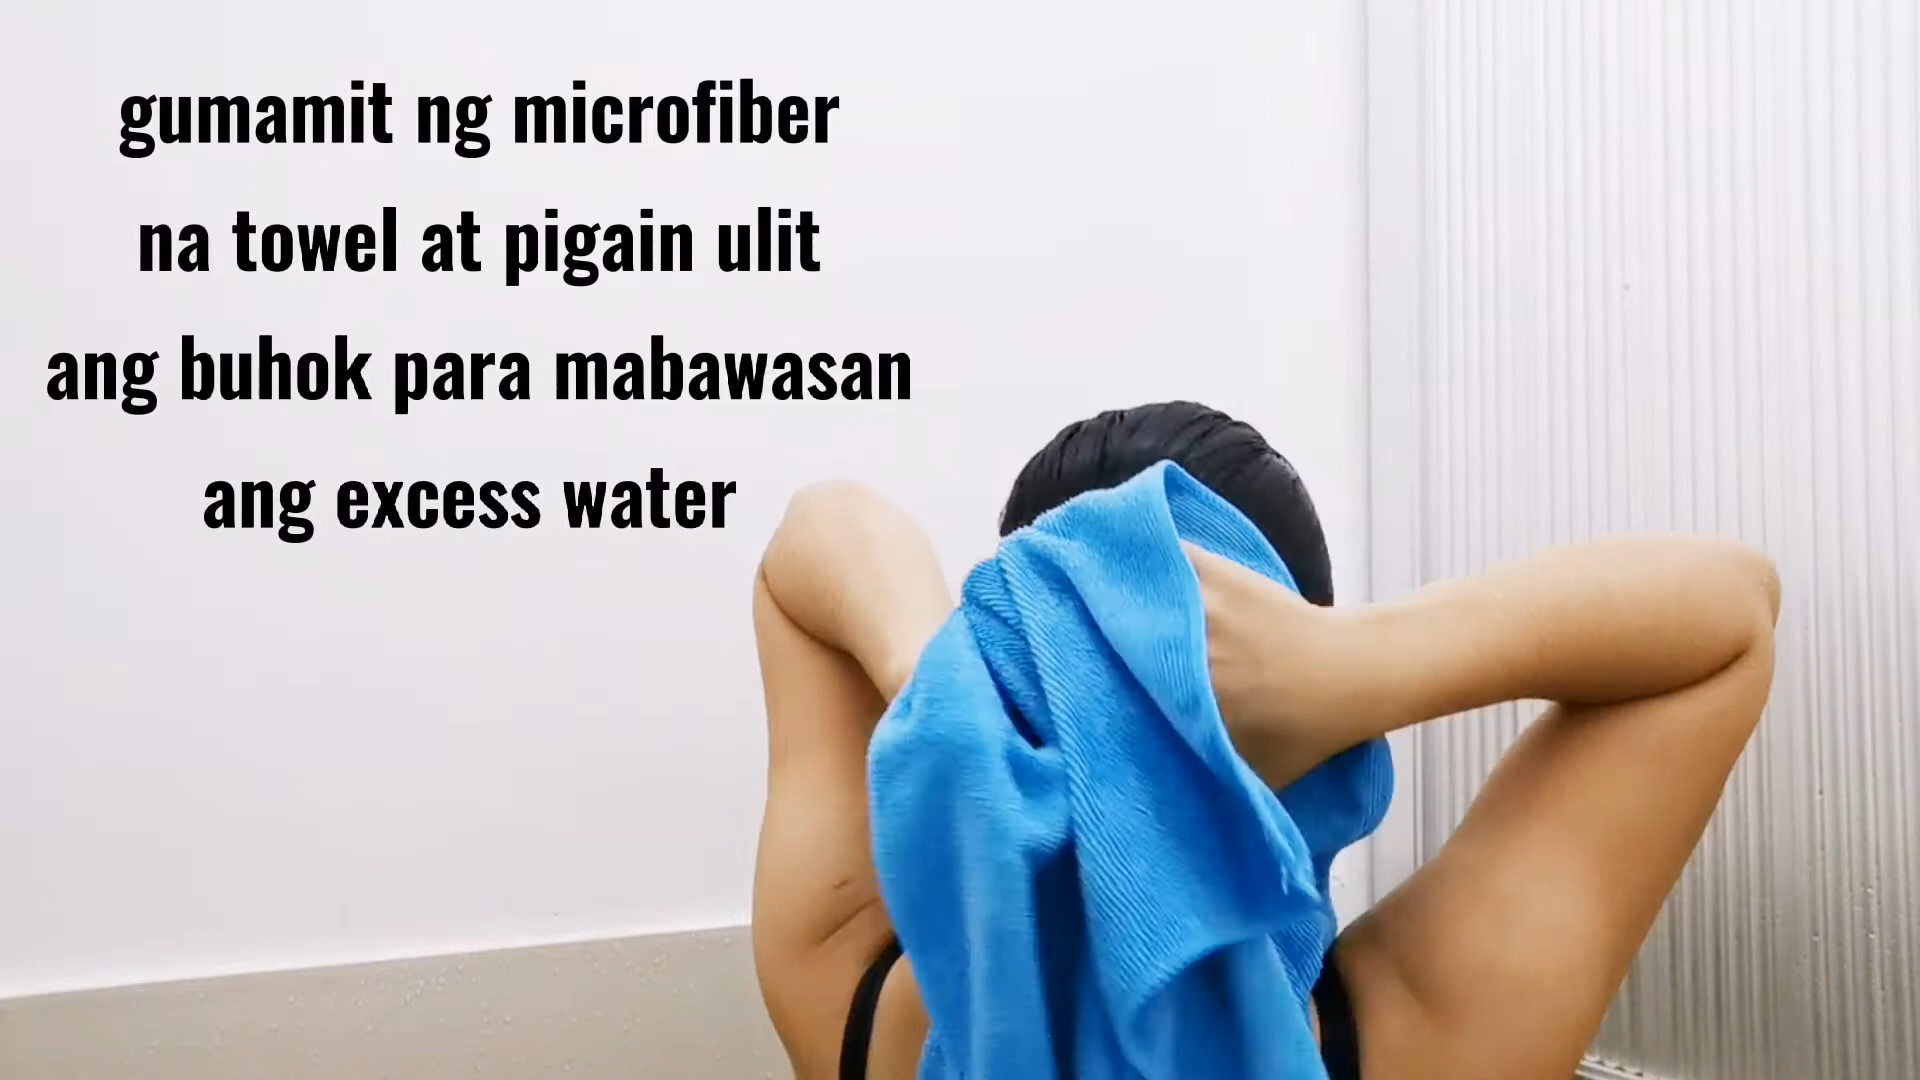 gumamit ng microfiber
na towel at pigain ulit
ang buhok para mabawasan
ang excess water